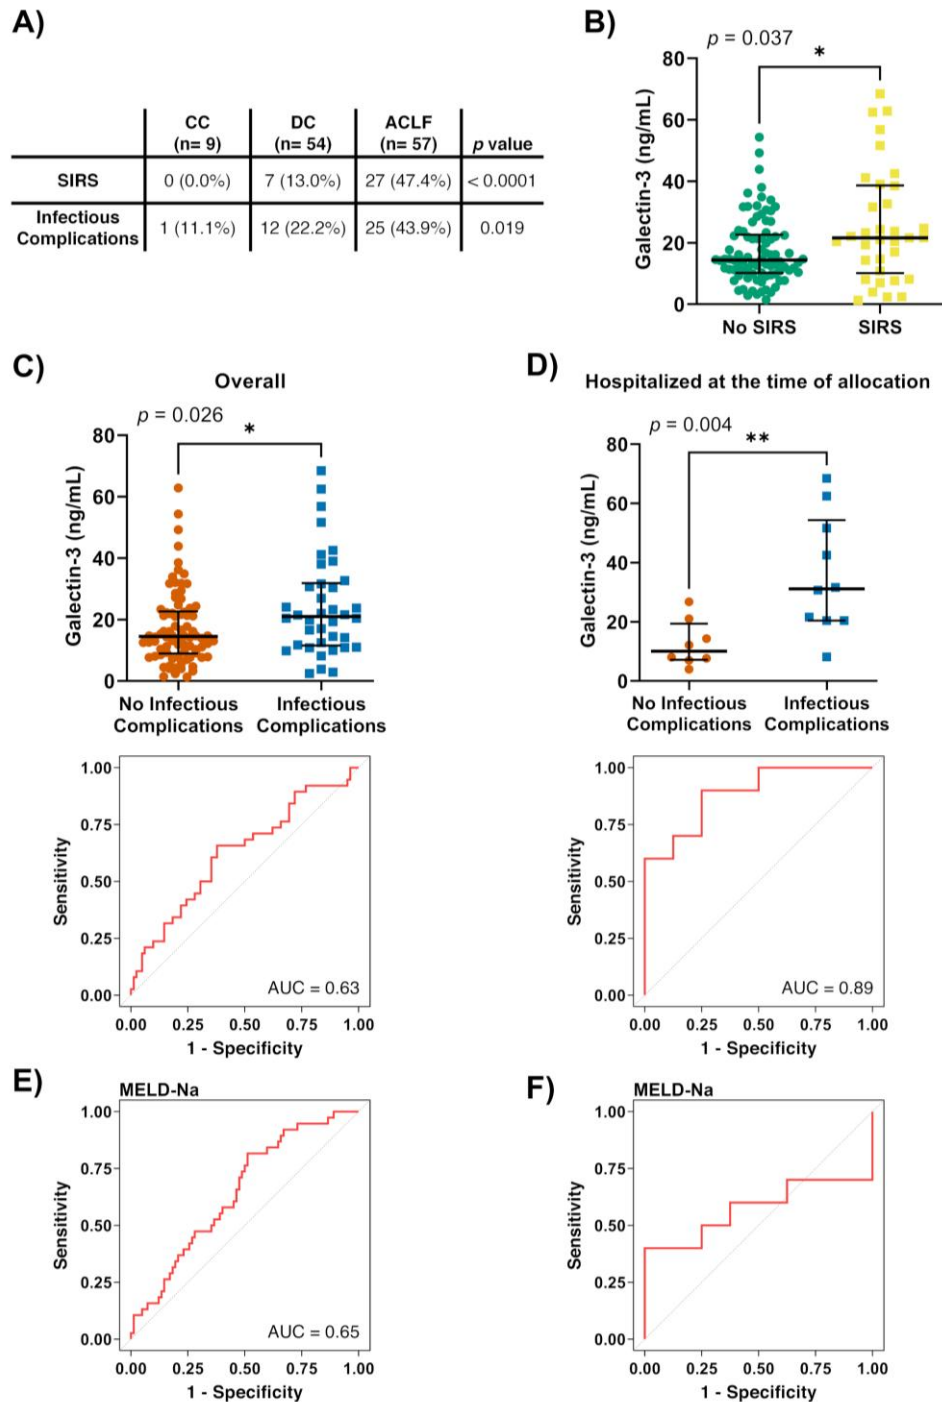 A)
CC
(n= 9)
DC
(n= 54)
ACLF
(n= 57)
p value
SIRS
0 (0.0%)
7 (13.0%)
27 (47.4%)
< 0.0001
Infectious
Complications
1 (11.1%)
12 (22.2%)
25 (43.9%)
0.019
B)
p = 0.037
*
Galectin-3 (ng/mL)
80
60
40
20
0
No SIRS
SIRS
C)
Overall
p = 0.026
*
Galectin-3 (ng/mL)
80
60
40
20
0
No Infectious
Complications
Infectious
Complications
Sensitivity
1.00
0.75
0.50
0.25
0.00
AUC = 0.63
0.00 0.25 0.50 0.75 1.00
1 - Specificity
D)
Hospitalized at the time of allocation
p = 0.004
**
Galectin-3 (ng/mL)
80
60
40
20
0
No Infectious
Complications
Infectious
Complications
Sensitivity
1.00
0.75
0.50
0.25
0.00
AUC = 0.89
0.00 0.25 0.50 0.75 1.00
1 - Specificity
E)
MELD-Na
Sensitivity
1.00
0.75
0.50
0.25
0.00
AUC = 0.65
0.00 0.25 0.50 0.75 1.00
1 - Specificity
F)
MELD-Na
Sensitivity
1.00
0.75
0.50
0.25
0.00
0.00 0.25 0.50 0.75 1.00
1 - Specificity